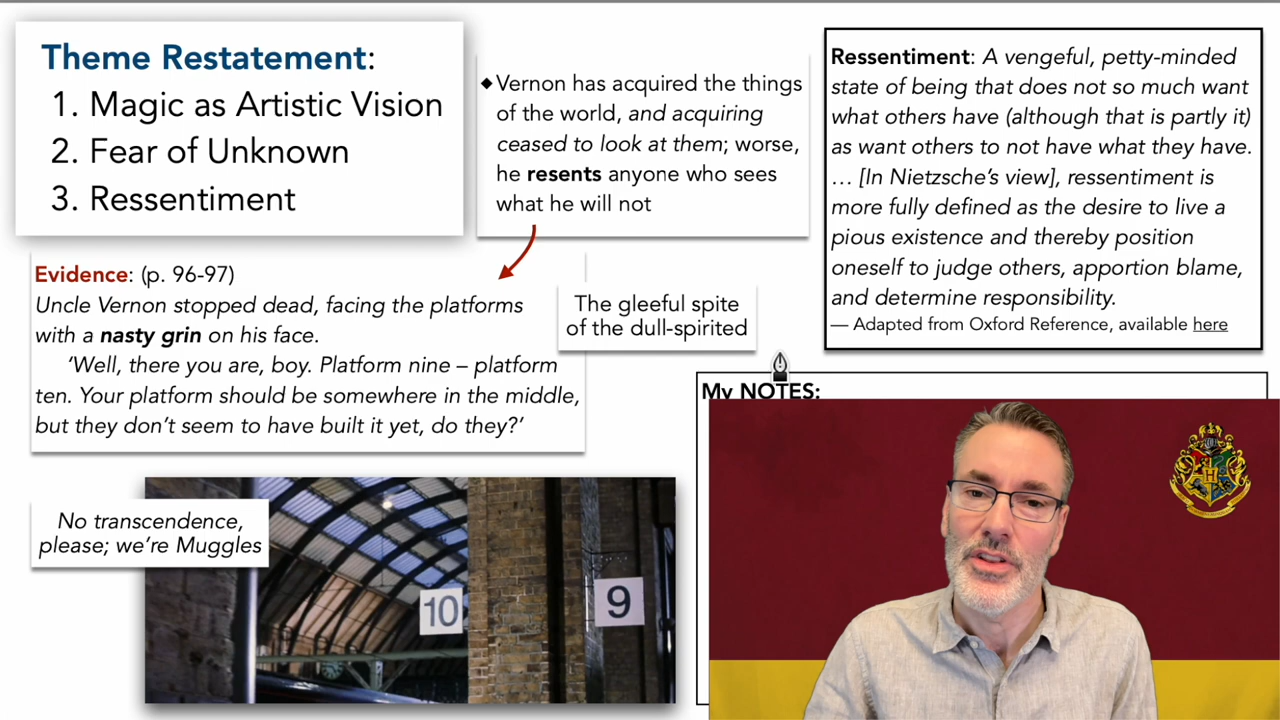 Theme Restatement:
1. Magic as Artistic Vision
2. Fear of Unknown
3. Ressentiment
◆Vernon has acquired the things
of the world, and acquiring
ceased to look at them; worse,
he resents anyone who sees
what he will not
Ressentiment: A vengeful, petty-minded
state of being that does not so much want
what others have (although that is partly it)
as want others to not have what they have.
… [In Nietzsche’s view], ressentiment is
more fully defined as the desire to live a
pious existence and thereby position
oneself to judge others, apportion blame,
and determine responsibility.
— Adapted from Oxford Reference, available here
Evidence: (p. 96-97)
Uncle Vernon stopped dead, facing the platforms
with a nasty grin on his face.
‘Well, there you are, boy. Platform nine – platform
ten. Your platform should be somewhere in the middle,
but they don’t seem to have built it yet, do they?’
The gleeful spite
of the dull-spirited
My NOTES:
No transcendence,
please; we’re Muggles
10
9
H